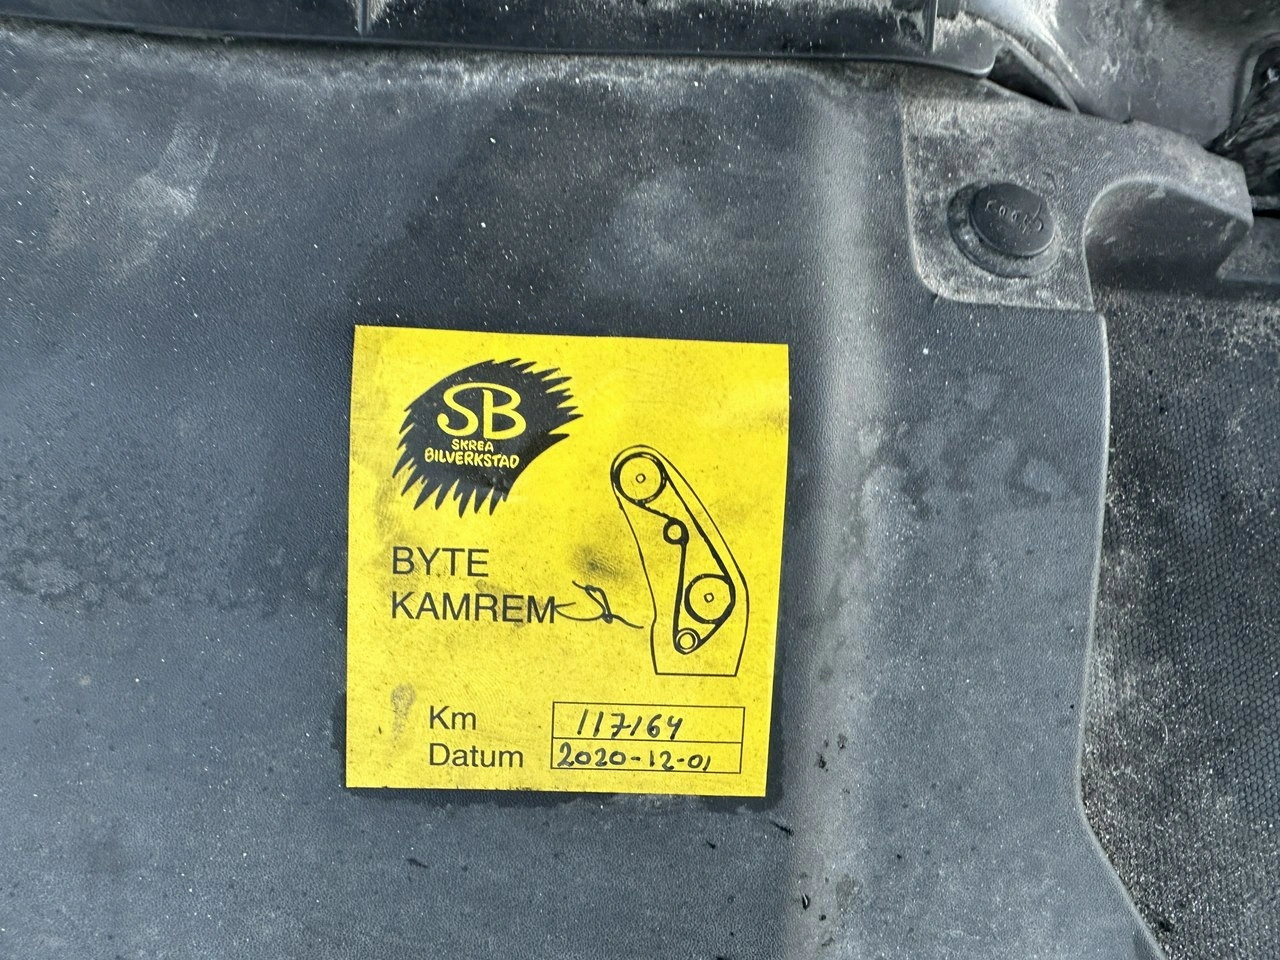 SB
SKREA
BILVERKSTAD
BYTE
KAMREM
Km 117164
Datum 2020-12-01